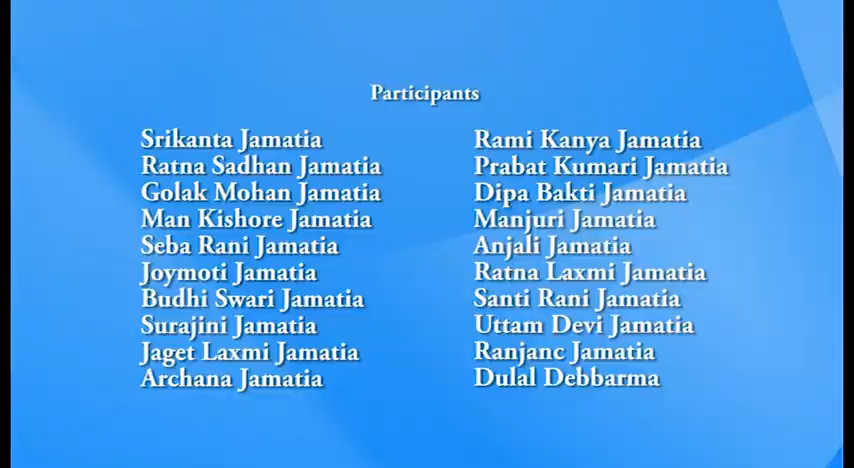 Participants
Srikanta Jamatia
Ratna Sadhan Jamatia
Golak Mohan Jamatia
Man Kishore Jamatia
Seba Rani Jamatia
Joymoti Jamatia
Budhi Swari Jamatia
Surajini Jamatia
Jaget Laxmi Jamatia
Archana Jamatia
Rami Kanya Jamatia
Prabat Kumari Jamatia
Dipa Bakti Jamatia
Manjuri Jamatia
Anjali Jamatia
Ratna Laxmi Jamatia
Santi Rani Jamatia
Uttam Devi Jamatia
Ranjanc Jamatia
Dulal Debbarma